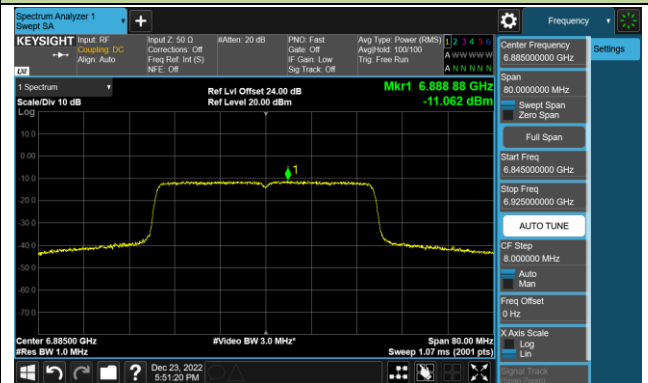 Spectrum Analyzer 1
Swept SA
+
Frequency
KEYSIGHT
Input: RF
Coupling: DC
Align: Auto
Input Z: 50 Ω
Corrections: Off
Freq Ref: Int (S)
NFE: Off
#Atten: 20 dB
PNO: Fast
Gate: Off
IF Gain: Low
Sig Track: Off
Avg Type: Power (RMS)
Avg|Hold: 100/100
Trig: Free Run
1 2 3 4 5 6
A W W W W W
A N N N N N
LXI
1 Spectrum
Scale/Div 10 dB
Log
Ref Lvl Offset 24.00 dB
Ref Level 20.00 dBm
Mkr1 6.888 88 GHz
-11.062 dBm
1
10.0
0.00
-10.0
-20.0
-30.0
-40.0
-50.0
-60.0
-70.0
Center 6.88500 GHz
#Res BW 1.0 MHz
#Video BW 3.0 MHz*
Span 80.00 MHz
Sweep 1.07 ms (2001 pts)
Dec 23, 2022
5:51:20 PM
?
Center Frequency
6.885000000 GHz
Settings
Span
80.0000000 MHz
Swept Span
Zero Span
Full Span
Start Freq
6.845000000 GHz
Stop Freq
6.925000000 GHz
AUTO TUNE
CF Step
8.000000 MHz
Auto
Man
Freq Offset
0 Hz
X Axis Scale
Log
Lin
Signal Track
(Span Zoom)